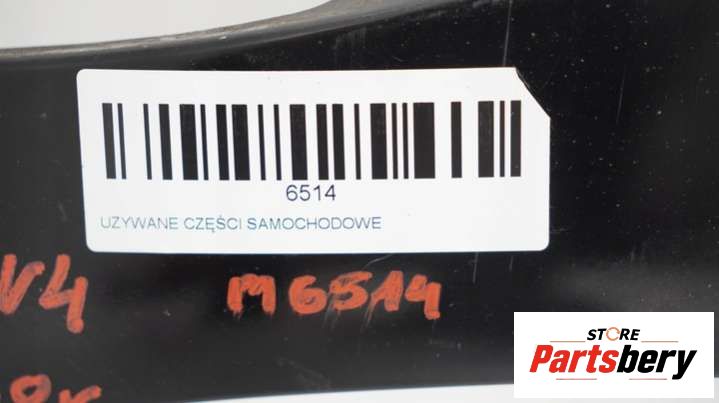 6514
UZYWANE CZĘŚCI SAMOCHODOWE
V4
M6514
STORE
Partsbery